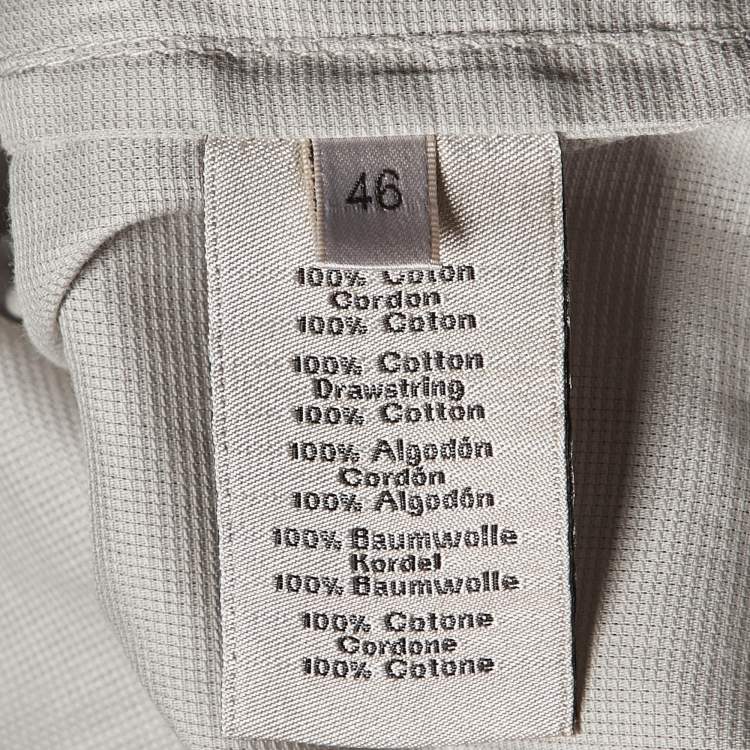 46
100% Coton
Cordon
100% Coton
100% Cotton
Drawstring
100% Cotton
100% Algodón
Cordón
100% Algodón
100% Baumwolle
Kordel
100% Baumwolle
100% Cotone
Cordone
100% Cotone